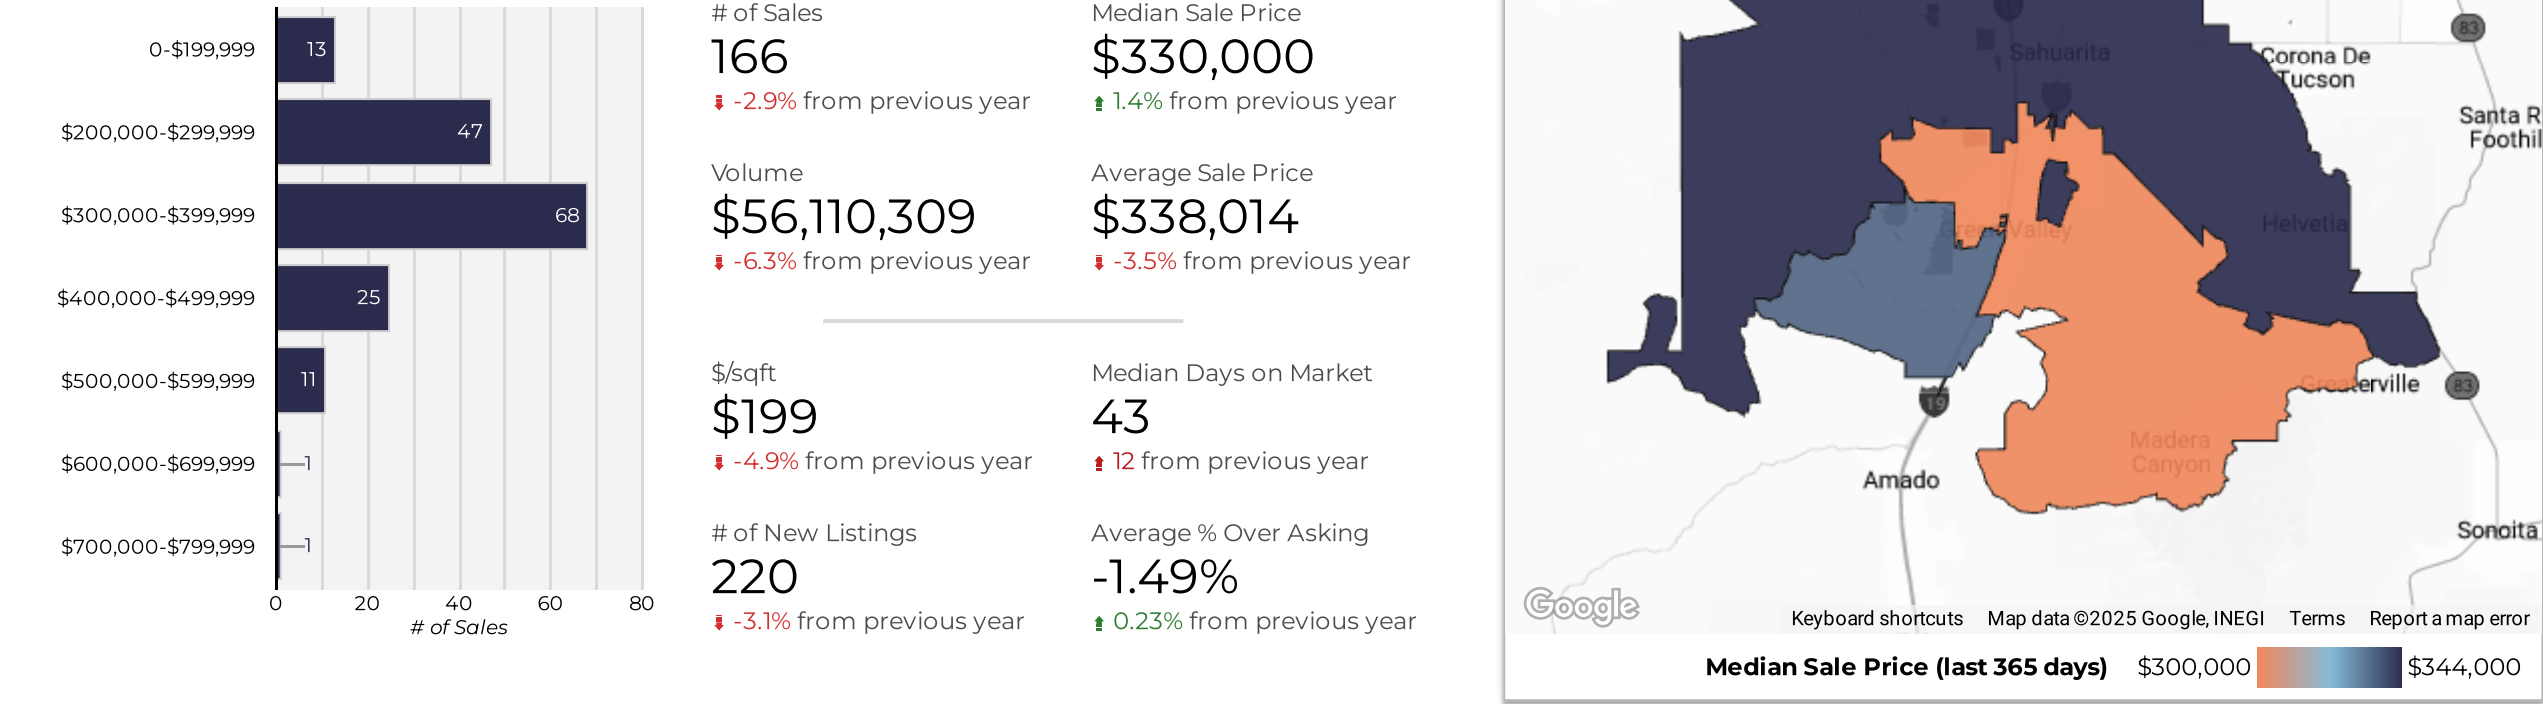 0-$199,999
13
$200,000-$299,999
47
$300,000-$399,999
68
$400,000-$499,999
25
$500,000-$599,999
11
$600,000-$699,999
1
$700,000-$799,999
1
0
20
40
60
80
# of Sales
# of Sales
166
-2.9% from previous year
Median Sale Price
$330,000
1.4% from previous year
Volume
$56,110,309
-6.3% from previous year
Average Sale Price
$338,014
-3.5% from previous year
$/sqft
$199
-4.9% from previous year
Median Days on Market
43
12 from previous year
# of New Listings
220
-3.1% from previous year
Average % Over Asking
-1.49%
0.23% from previous year
83
Sahuarita
Corona De
Tucson
Santa R
Foothil
Helvetia
Green Valley
Greaterville
83
19
Madera
Canyon
Amado
Sonoita
Google
Keyboard shortcuts
Map data ©2025 Google, INEGI
Terms
Report a map error
Median Sale Price (last 365 days)
$300,000
$344,000